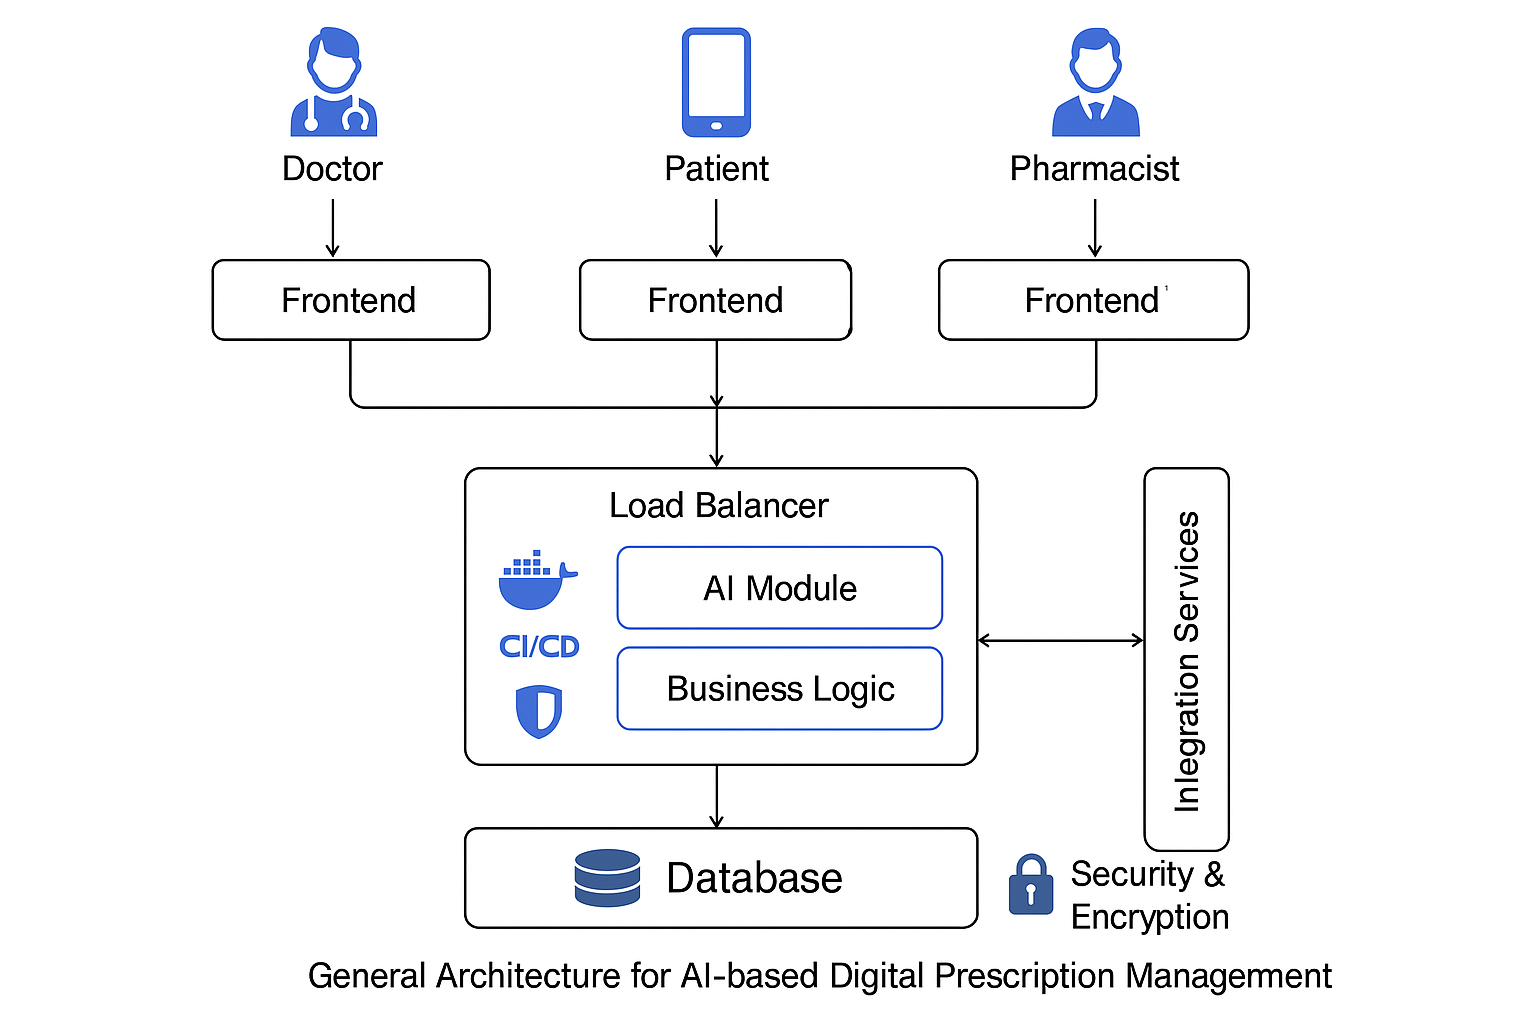 Doctor
Patient
Pharmacist
Frontend
Frontend
Frontend
Load Balancer
AI Module
CI/CD
Business Logic
Inlegration Services
Database
Security &
Encryption
General Architecture for AI-based Digital Prescription Management